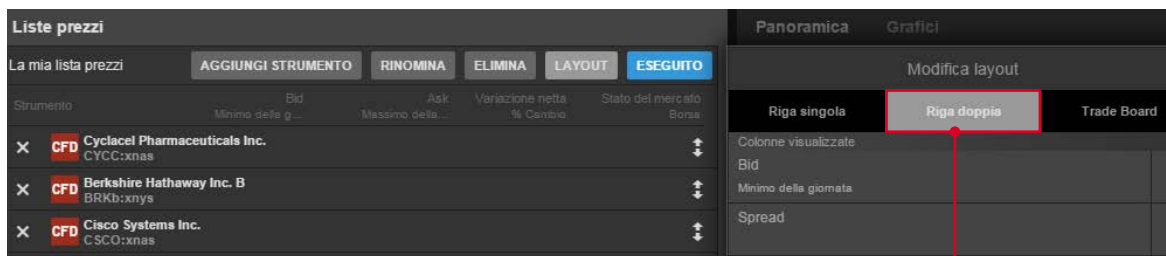 Liste prezzi
Panoramica Grafici
La mia lista prezzi AGGIUNGI STRUMENTO RINOMINA ELIMINA LAYOUT ESEGUITO
Modifica layout
Strumento Bid Ask Variazione netta Stato del mercato
Minimo della g... Massimo della... % Cambio Borsa
Riga singola Riga doppia Trade Board
CFD Cyclacel Pharmaceuticals Inc.
CYCC:xnas
CFD Berkshire Hathaway Inc. B
BRKb:xnys
CFD Cisco Systems Inc.
CSCO:xnas
Colonne visualizzate
Bid
Minimo della giornata
Spread